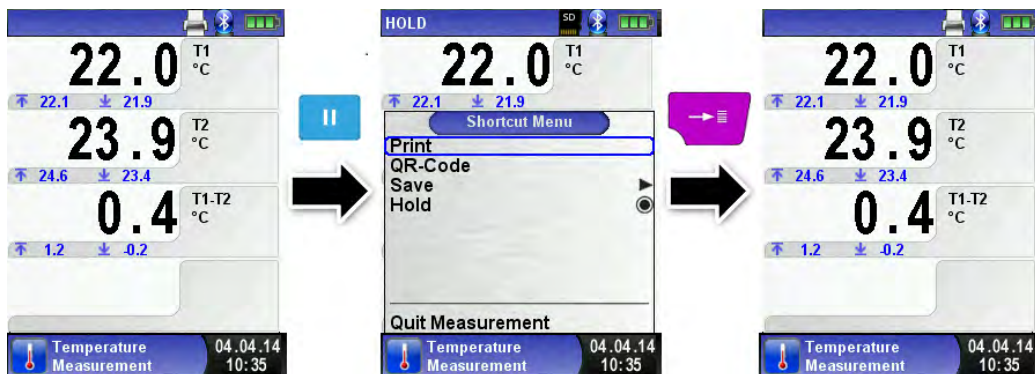 22.0 T1 °C
22.1 21.9
23.9 T2 °C
24.6 23.4
0.4 T1-T2 °C
1.2 -0.2
Temperature Measurement
04.04.14 10:35
HOLD
SD
22.0 T1 °C
22.1 21.9
Shortcut Menu
Print
QR-Code
Save
Hold
Quit Measurement
Temperature Measurement
04.04.14 10:35
22.0 T1 °C
22.1 21.9
23.9 T2 °C
24.6 23.4
0.4 T1-T2 °C
1.2 -0.2
Temperature Measurement
04.04.14 10:35